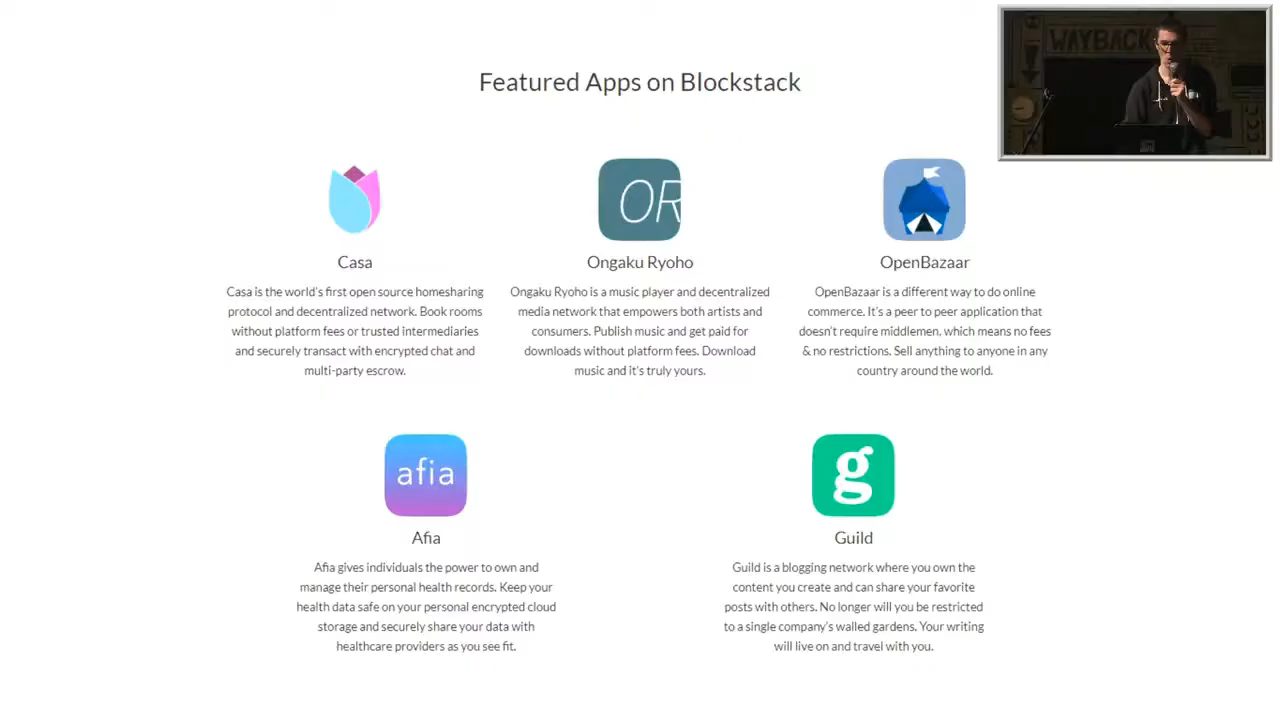 Featured Apps on Blockstack
WAYBACK
OR
Casa
Casa is the world's first open source homesharing
protocol and decentralized network. Book rooms
without platform fees or trusted intermediaries
and securely transact with encrypted chat and
multi-party escrow.
Ongaku Ryoho
Ongaku Ryoho is a music player and decentralized
media network that empowers both artists and
consumers. Publish music and get paid for
downloads without platform fees. Download
music and it's truly yours.
OpenBazaar
OpenBazaar is a different way to do online
commerce. It's a peer to peer application that
doesn't require middlemen, which means no fees
& no restrictions. Sell anything to anyone in any
country around the world.
afia
Afia
Afia gives individuals the power to own and
manage their personal health records. Keep your
health data safe on your personal encrypted cloud
storage and securely share your data with
healthcare providers as you see fit.
g
Guild
Guild is a blogging network where you own the
content you create and can share your favorite
posts with others. No longer will you be restricted
to a single company's walled gardens. Your writing
will live on and travel with you.